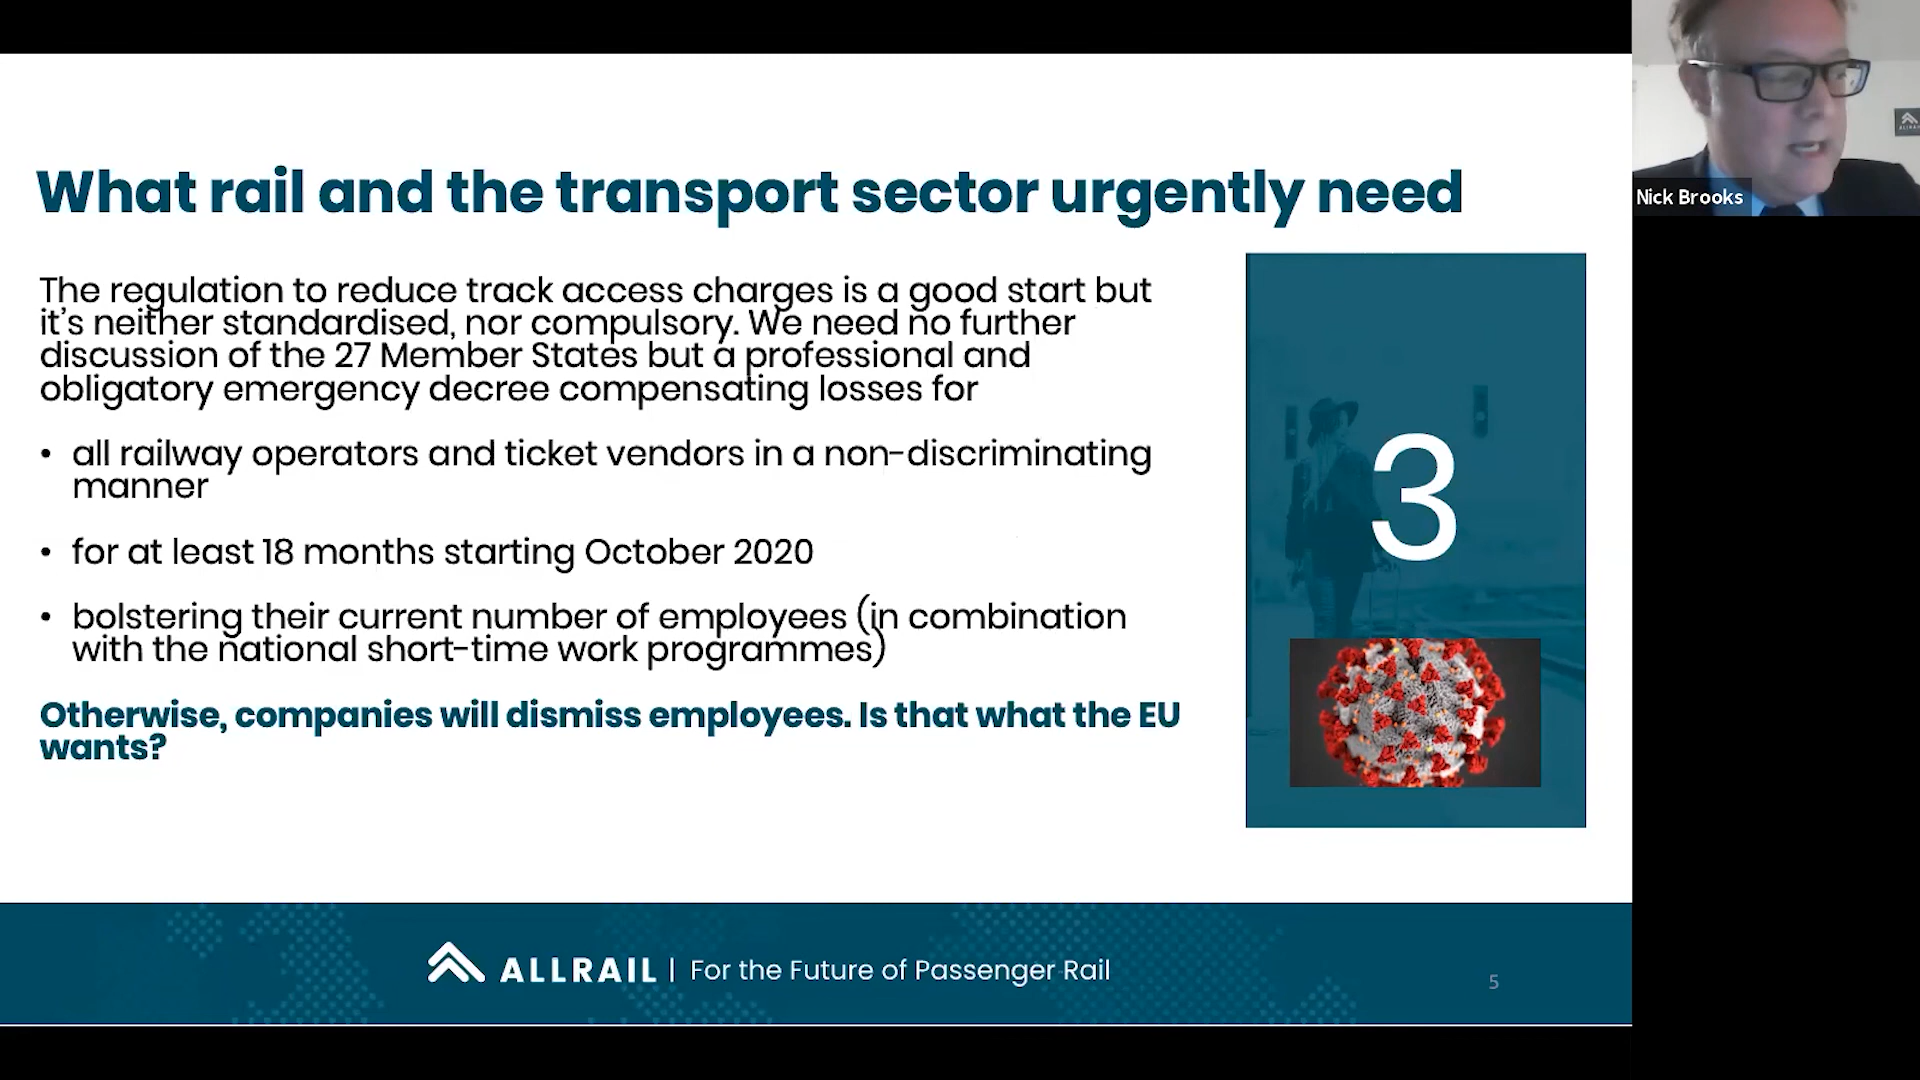 What rail and the transport sector urgently need
The regulation to reduce track access charges is a good start but
it's neither standardised, nor compulsory. We need no further
discussion of the 27 Member States but a professional and
obligatory emergency decree compensating losses for
• all railway operators and ticket vendors in a non-discriminating
manner
• for at least 18 months starting October 2020
• bolstering their current number of employees (in combination
with the national short-time work programmes)
Otherwise, companies will dismiss employees. Is that what the EU
wants?
3
ALLRAIL | For the Future of Passenger Rail
5
Nick Brooks